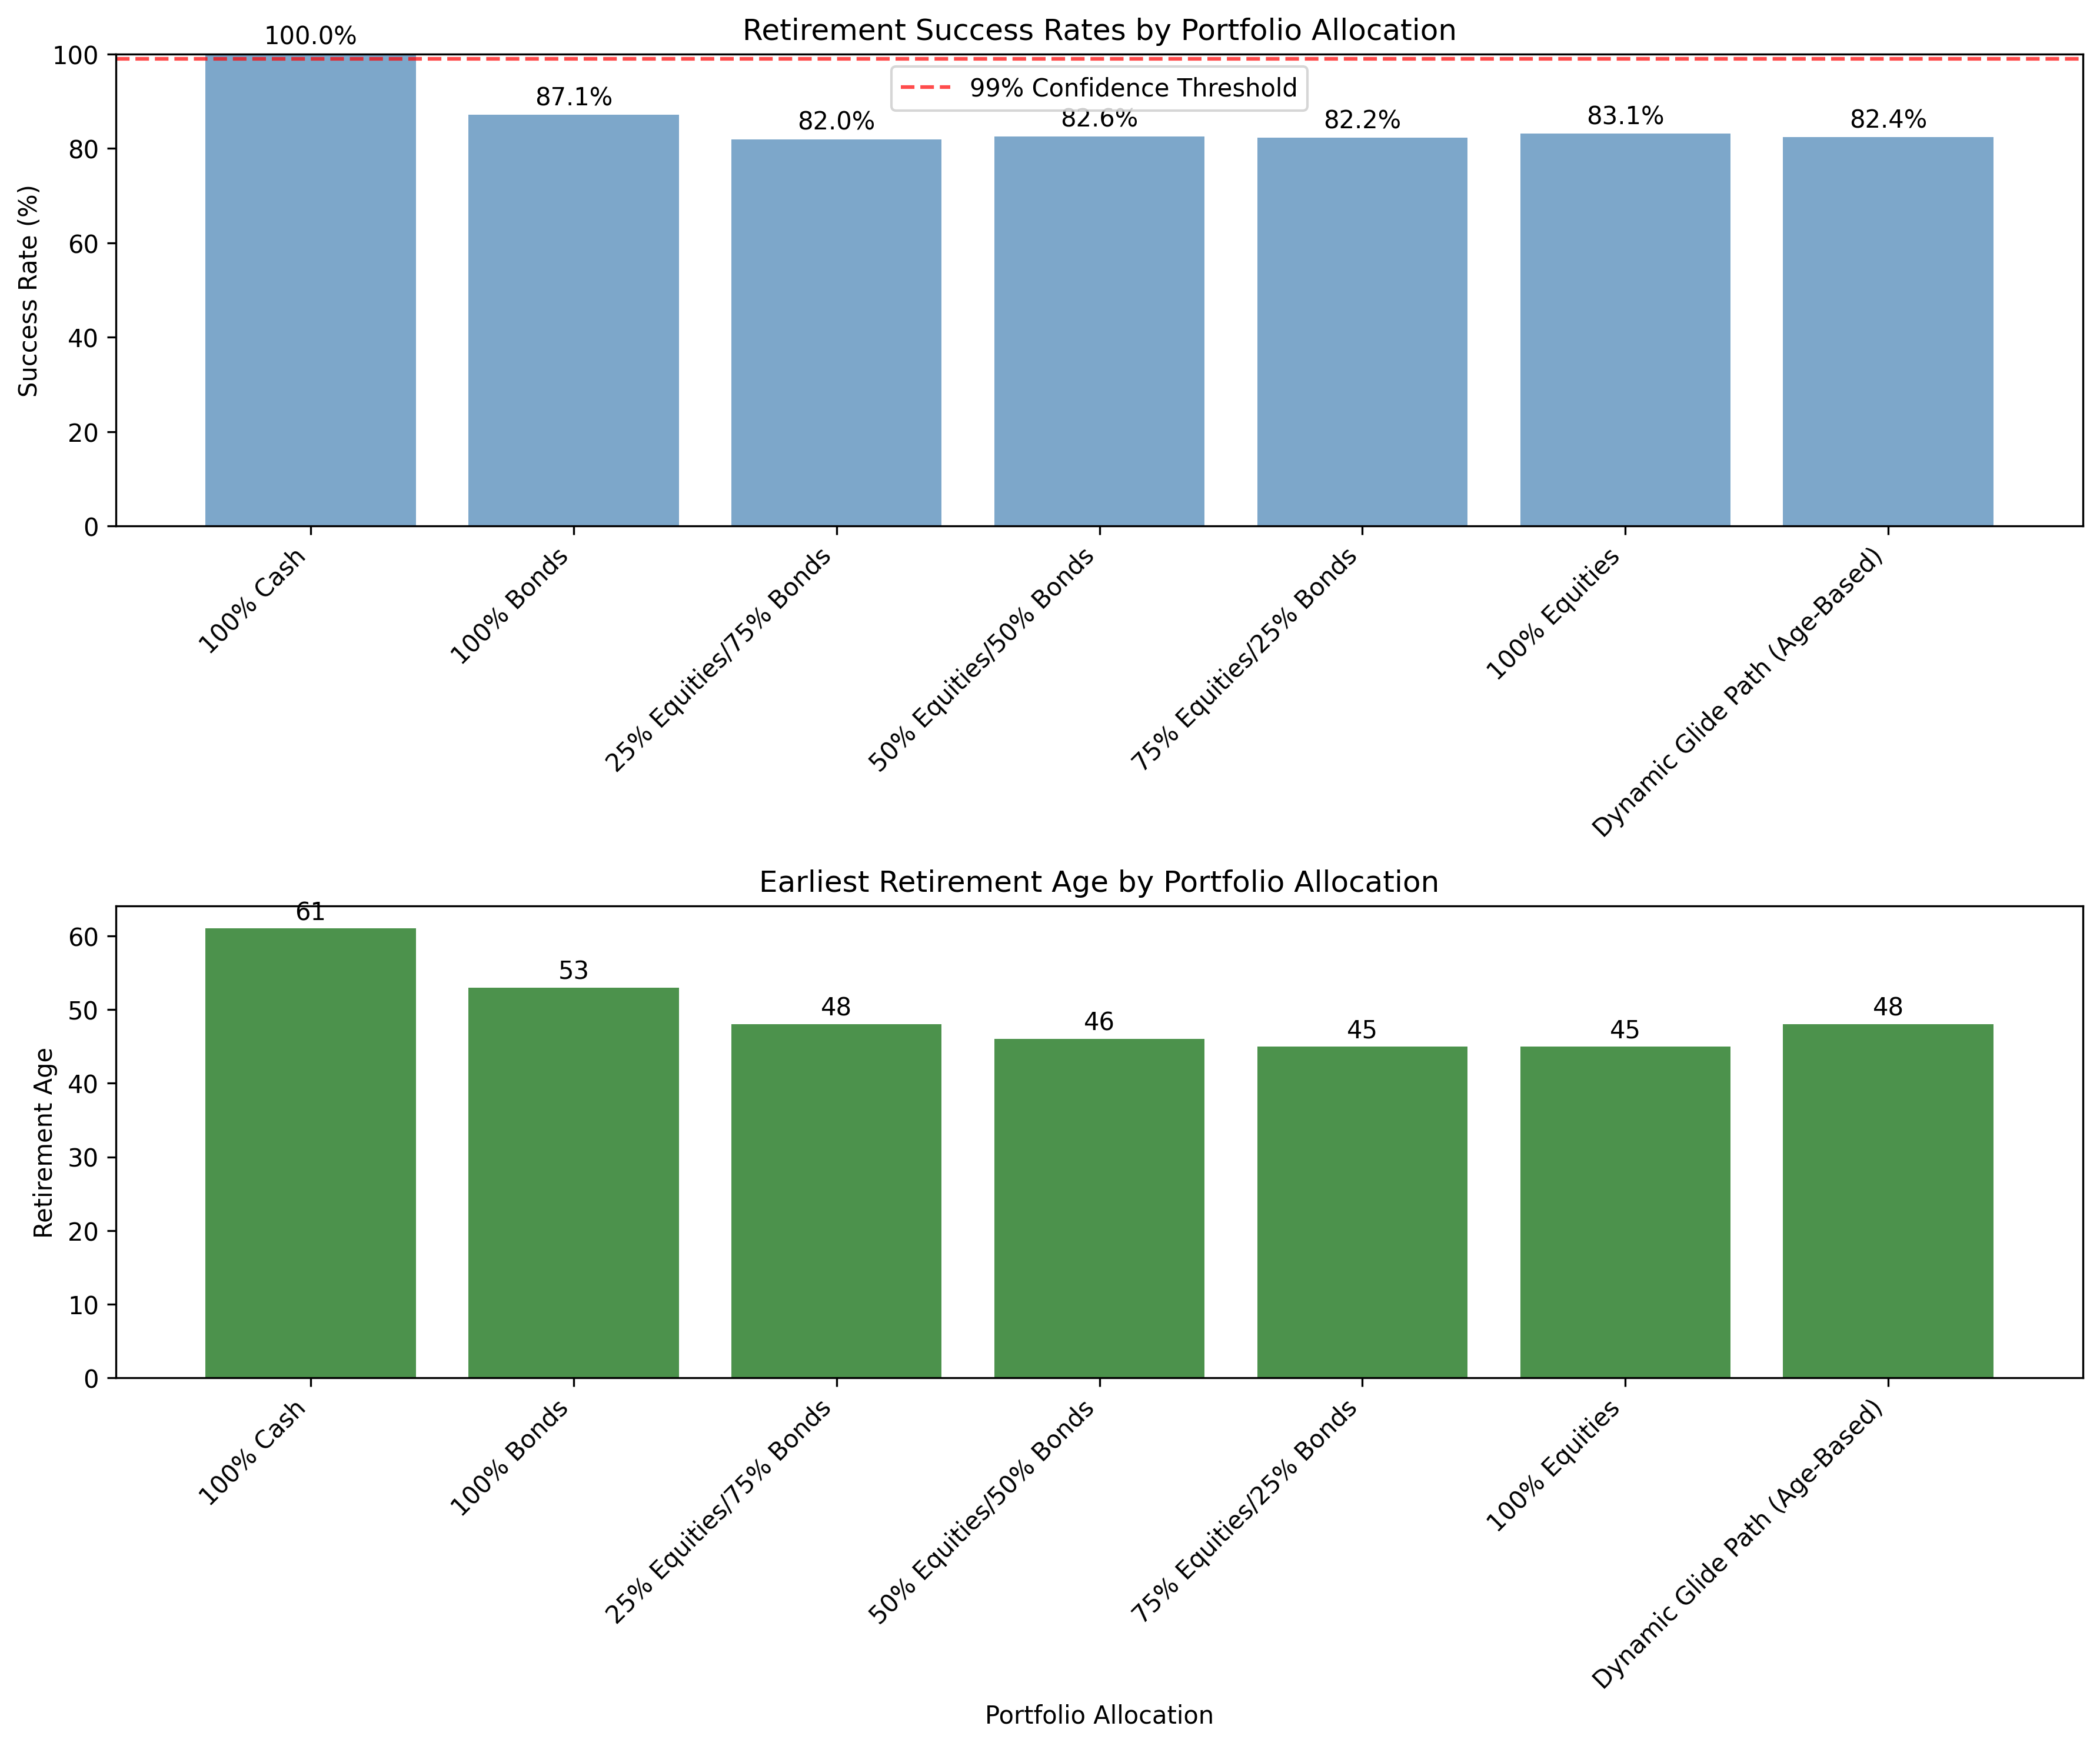 Retirement Success Rates by Portfolio Allocation
100.0%
87.1%
82.0%
82.6%
82.2%
83.1%
82.4%
99% Confidence Threshold
Success Rate (%)
100
80
60
40
20
0
100% Cash
100% Bonds
25% Equities/75% Bonds
50% Equities/50% Bonds
75% Equities/25% Bonds
100% Equities
Dynamic Glide Path (Age-Based)
Earliest Retirement Age by Portfolio Allocation
61
53
48
46
45
45
48
Retirement Age
60
50
40
30
20
10
0
100% Cash
100% Bonds
25% Equities/75% Bonds
50% Equities/50% Bonds
75% Equities/25% Bonds
100% Equities
Dynamic Glide Path (Age-Based)
Portfolio Allocation